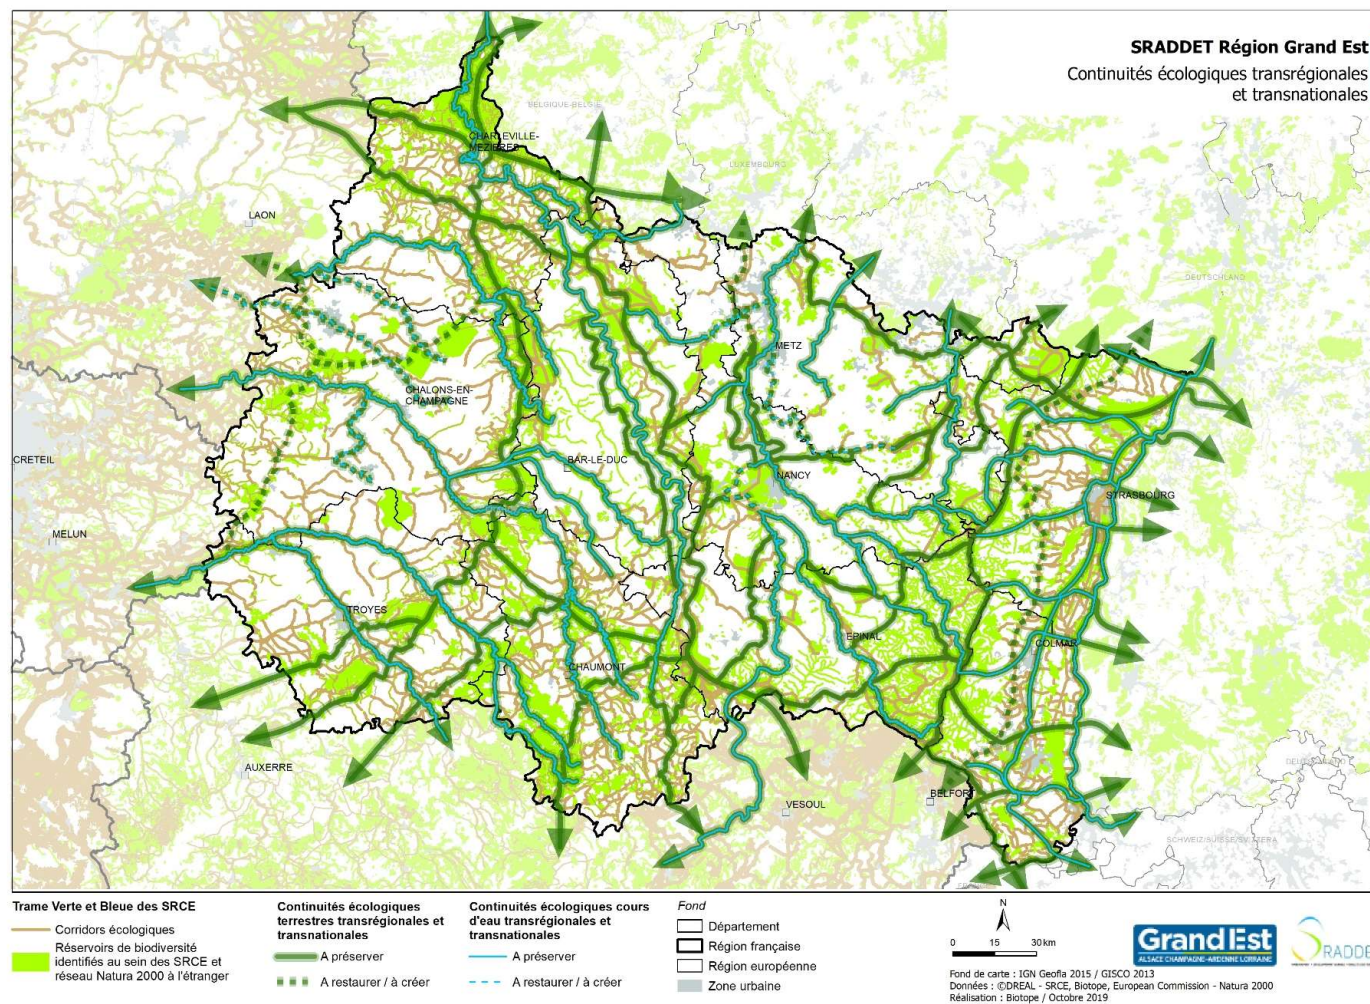 SRADDET Région Grand Est
Continuités écologiques transrégionales
et transnationales
BELGIQUE-BELGIË
CHARLEVILLE-
MEZIERES
LUXEMBOURG
LAON
DEUTSCHLAND
METZ
CHALONS-EN-
CHAMPAGNE
CRETEIL
BAR-LE-DUC
NANCY
STRASBOURG
MELUN
TROYES
EPINAL
COLMAR
CHAUMONT
AUXERRE
DEUTSCHLAND
BELFORT
VESOUL
SCHWEIZ/SUISSE/SVIZZERA
Trame Verte et Bleue des SRCE
Corridors écologiques
Réservoirs de biodiversité
identifiés au sein des SRCE et
réseau Natura 2000 à l'étranger
Continuités écologiques
terrestres transrégionales et
transnationales
A préserver
A restaurer / à créer
Continuités écologiques cours
d'eau transrégionales et
transnationales
A préserver
A restaurer / à créer
Fond
Département
Région française
Région européenne
Zone urbaine
N
0 15 30 km
Fond de carte : IGN Geofla 2015 / GISCO 2013
Données : ©DREAL - SRCE, Biotope, European Commission - Natura 2000
Réalisation : Biotope / Octobre 2019
GrandEst
ALSACE CHAMPAGNE-ARDENNE LORRAINE
SRADDE